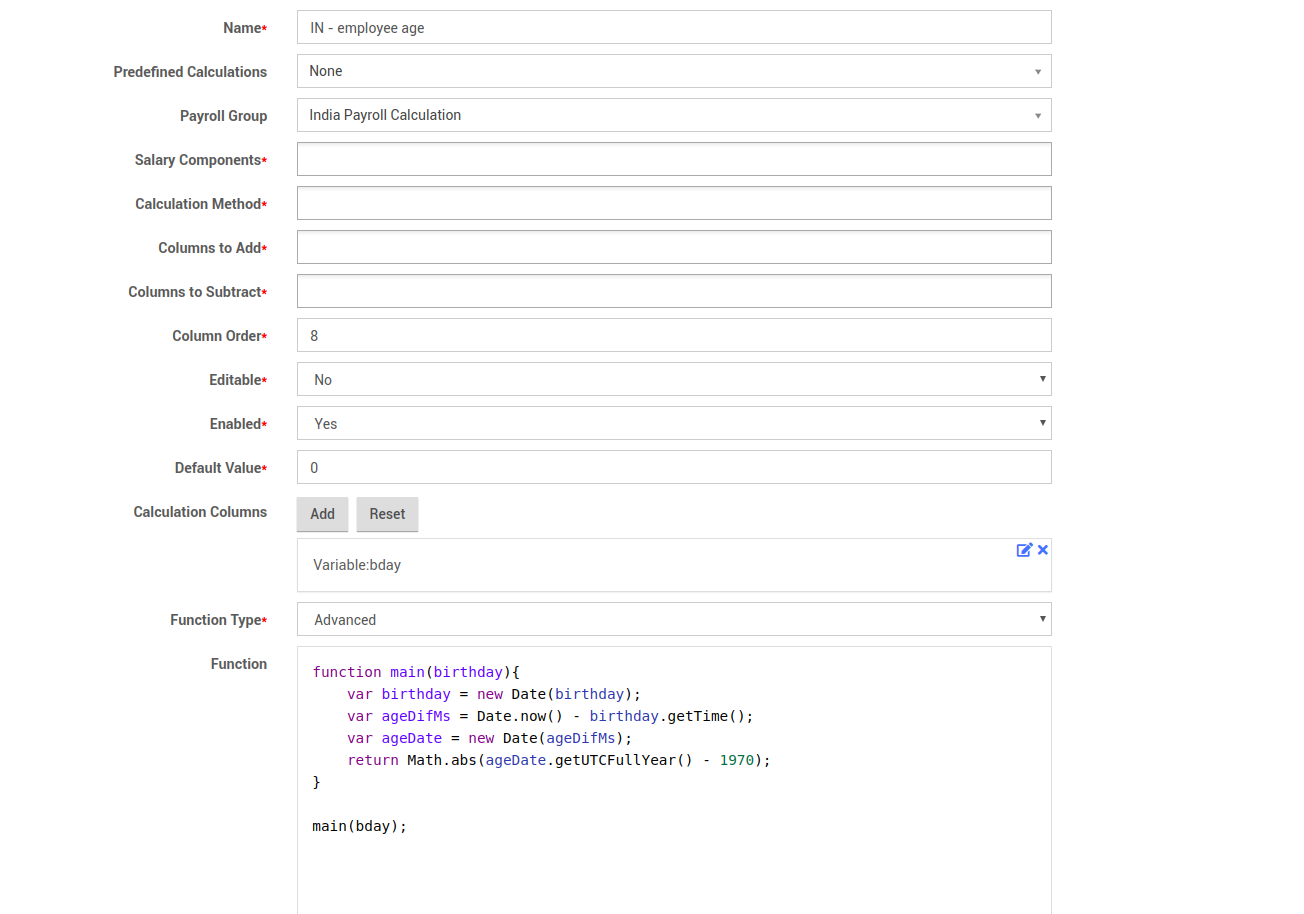 Name* IN - employee age
Predefined Calculations None
Payroll Group India Payroll Calculation
Salary Components*
Calculation Method*
Columns to Add*
Columns to Subtract*
Column Order* 8
Editable* No
Enabled* Yes
Default Value* 0
Calculation Columns Add Reset
Variable:bday
Function Type* Advanced
Function
function main(birthday){
    var birthday = new Date(birthday);
    var ageDifMs = Date.now() - birthday.getTime();
    var ageDate = new Date(ageDifMs);
    return Math.abs(ageDate.getUTCFullYear() - 1970);
}
main(bday);